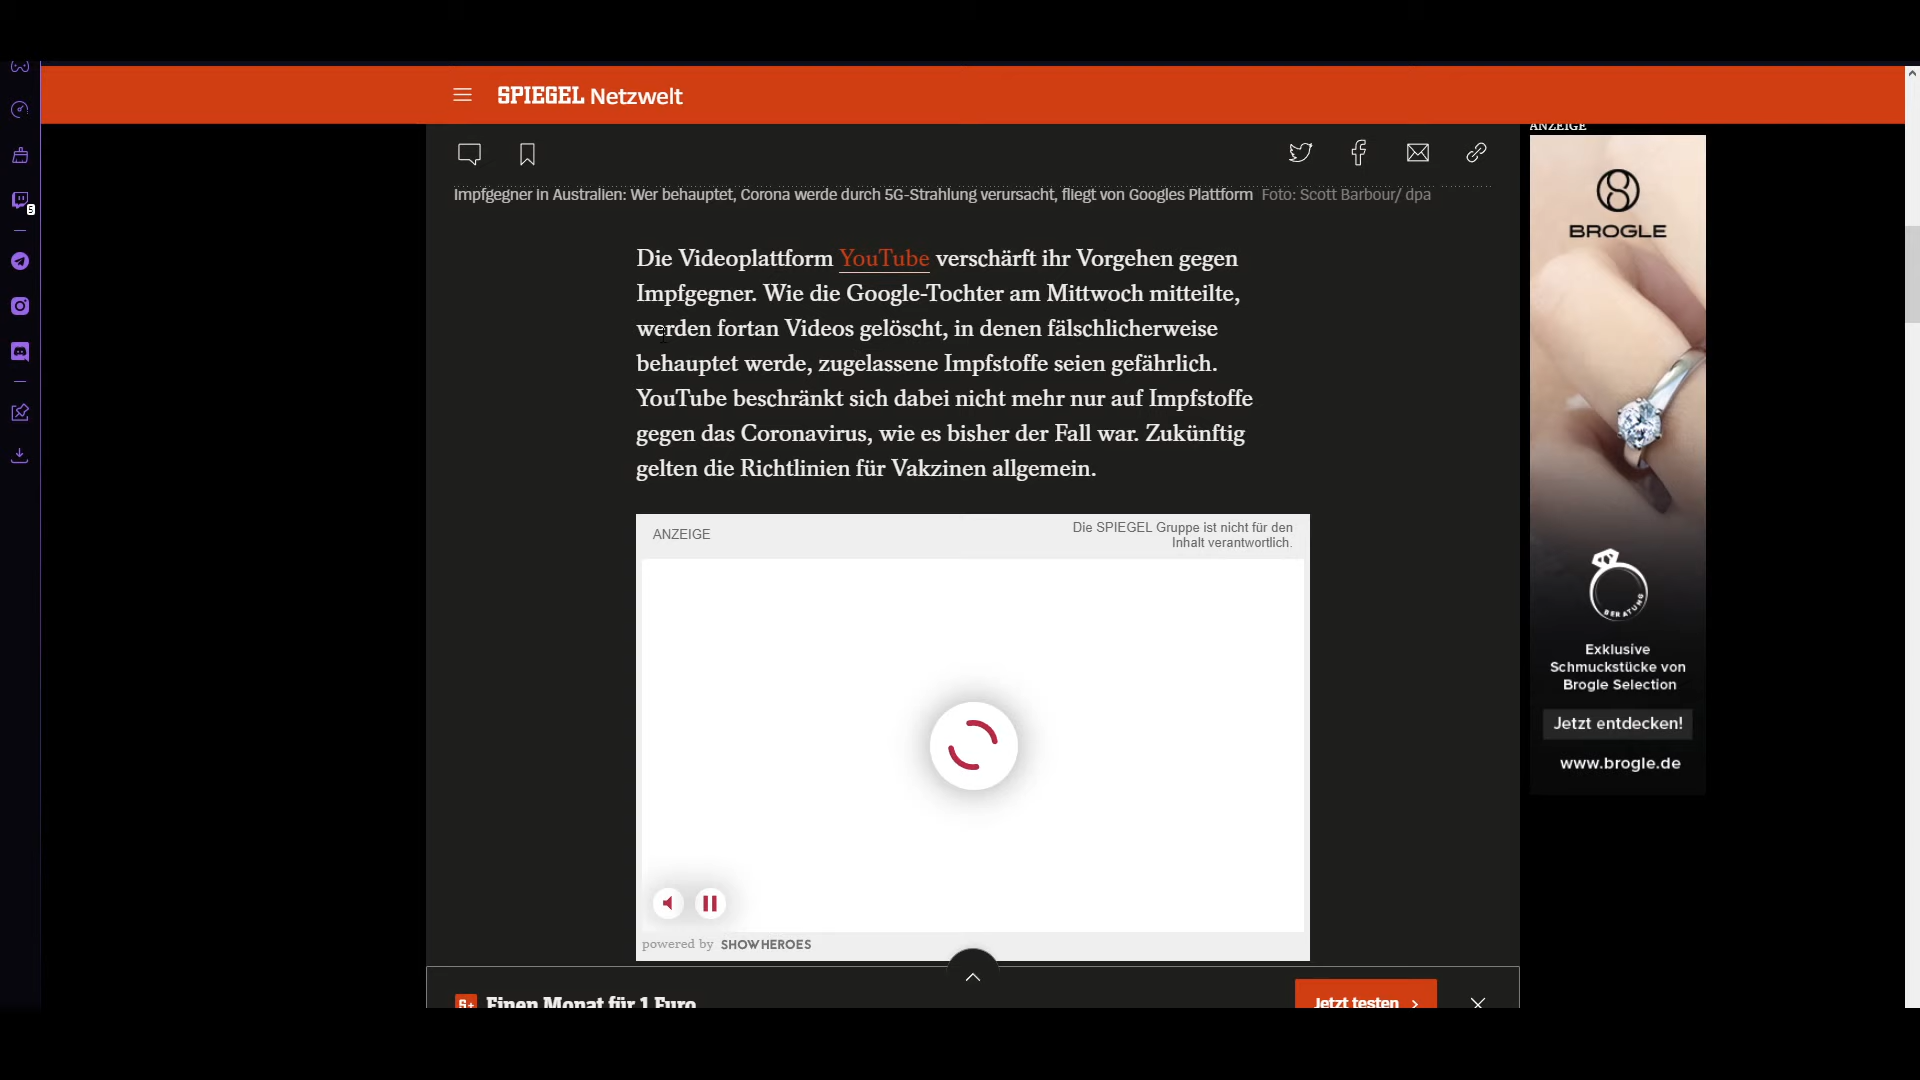 SPIEGEL Netzwelt
ANZEIGE
5
Impfgegner in Australien: Wer behauptet, Corona werde durch 5G-Strahlung verursacht, fliegt von Googles Plattform Foto: Scott Barbour/ dpa
Die Videoplattform YouTube verschärft ihr Vorgehen gegen
Impfgegner. Wie die Google-Tochter am Mittwoch mitteilte,
werden fortan Videos gelöscht, in denen fälschlicherweise
behauptet werde, zugelassene Impfstoffe seien gefährlich.
YouTube beschränkt sich dabei nicht mehr nur auf Impfstoffe
gegen das Coronavirus, wie es bisher der Fall war. Zukünftig
gelten die Richtlinien für Vakzinen allgemein.
ANZEIGE
Die SPIEGEL Gruppe ist nicht für den
Inhalt verantwortlich.
powered by SHOWHEROES
S+ Einen Monat für 1 Euro
Jetzt testen
BROGLE
BERATUNG
Exklusive
Schmuckstücke von
Brogle Selection
Jetzt entdecken!
www.brogle.de